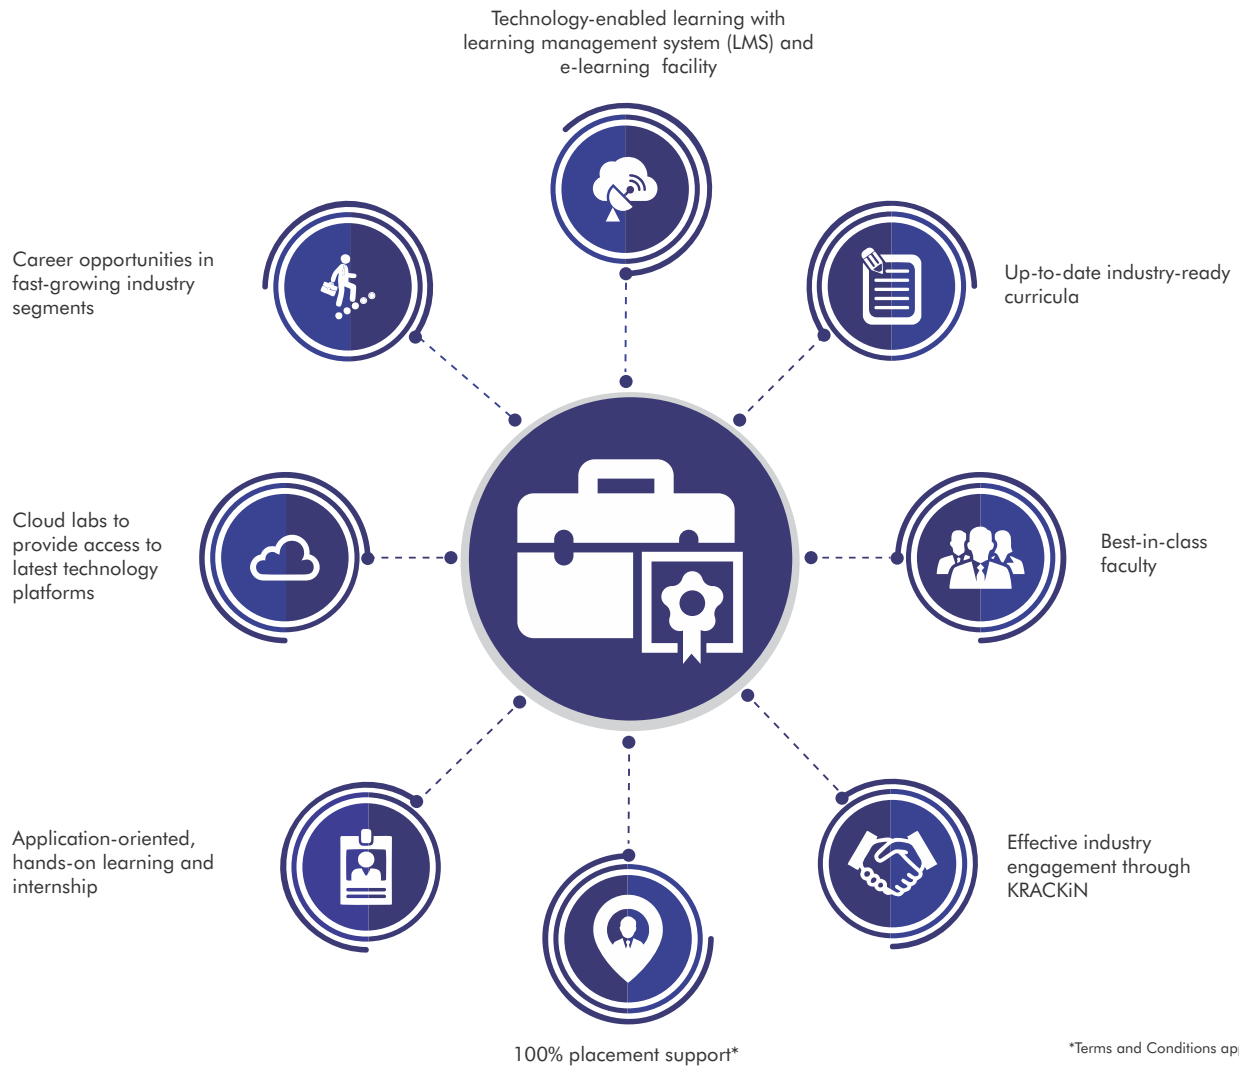 Technology-enabled learning with
learning management system (LMS) and
e-learning facility
Career opportunities in
fast-growing industry
segments
Up-to-date industry-ready
curricula
Cloud labs to
provide access to
latest technology
platforms
Best-in-class
faculty
Application-oriented,
hands-on learning and
internship
Effective industry
engagement through
KRACKiN
100% placement support*
*Terms and Conditions